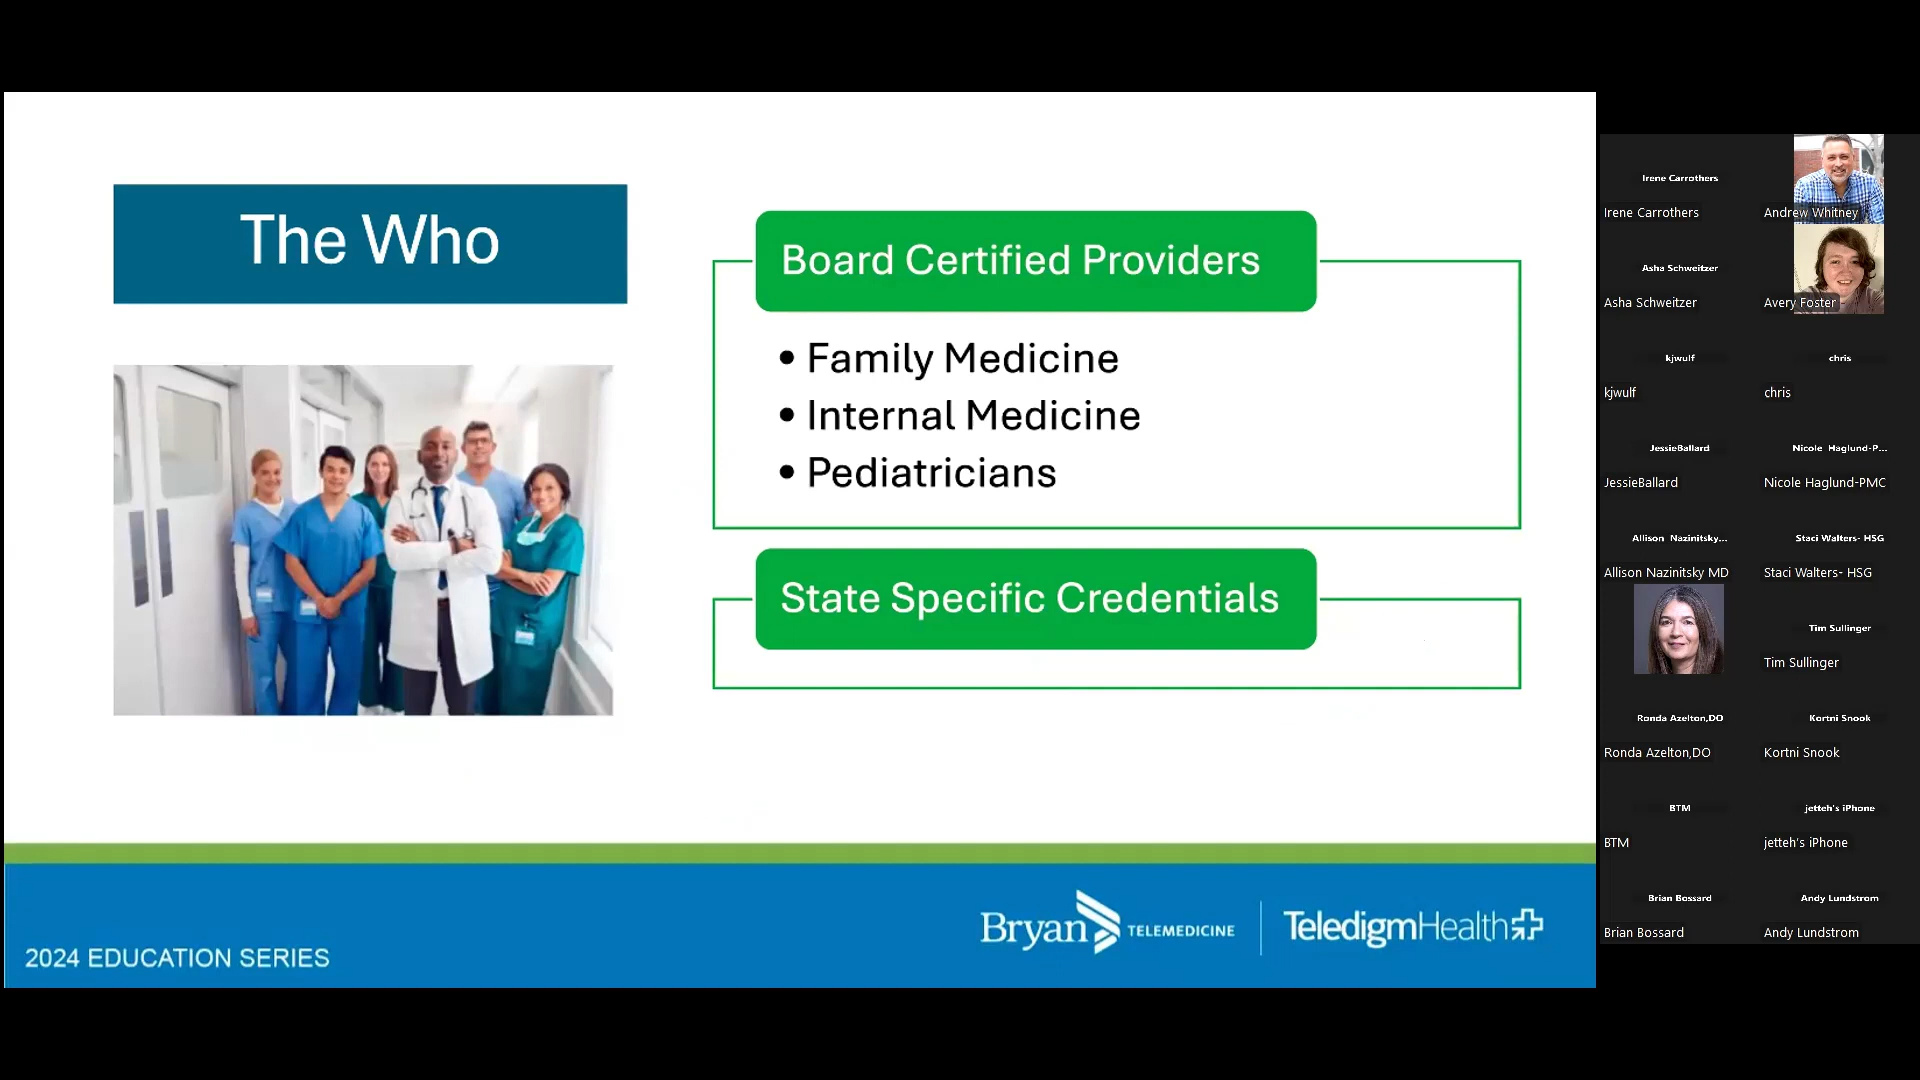 The Who
Board Certified Providers
• Family Medicine
• Internal Medicine
• Pediatricians
State Specific Credentials
2024 EDUCATION SERIES
Bryan TELEMEDICINE
TeledigmHealth
Irene Carrothers
Irene Carrothers
Andrew Whitney
Asha Schweitzer
Asha Schweitzer
Avery Foster
kjwulf
kjwulf
chris
chris
JessieBallard
JessieBallard
Nicole Haglund-P...
Nicole Haglund-PMC
Allison Nazinitsky...
Allison Nazinitsky MD
Staci Walters- HSG
Staci Walters- HSG
Tim Sullinger
Tim Sullinger
Ronda Azelton,DO
Ronda Azelton,DO
Kortni Snook
Kortni Snook
BTM
BTM
jetteh's iPhone
jetteh's iPhone
Brian Bossard
Brian Bossard
Andy Lundstrom
Andy Lundstrom